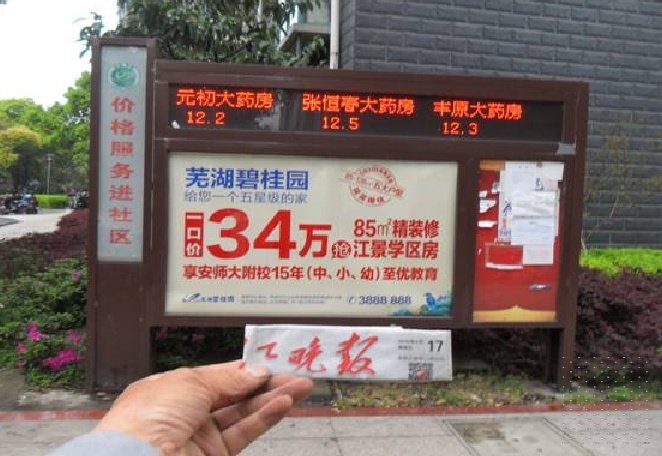 价格服务进社区
元初大药房 张恒春大药房 丰原大药房
12.2 12.5 12.3
芜湖碧桂园
给您一个五星级的家
一口价 34万 抢 85㎡精装修
江景学区房
享安师大附校15年(中、小、幼)至优教育
3888 888
江晚报
17